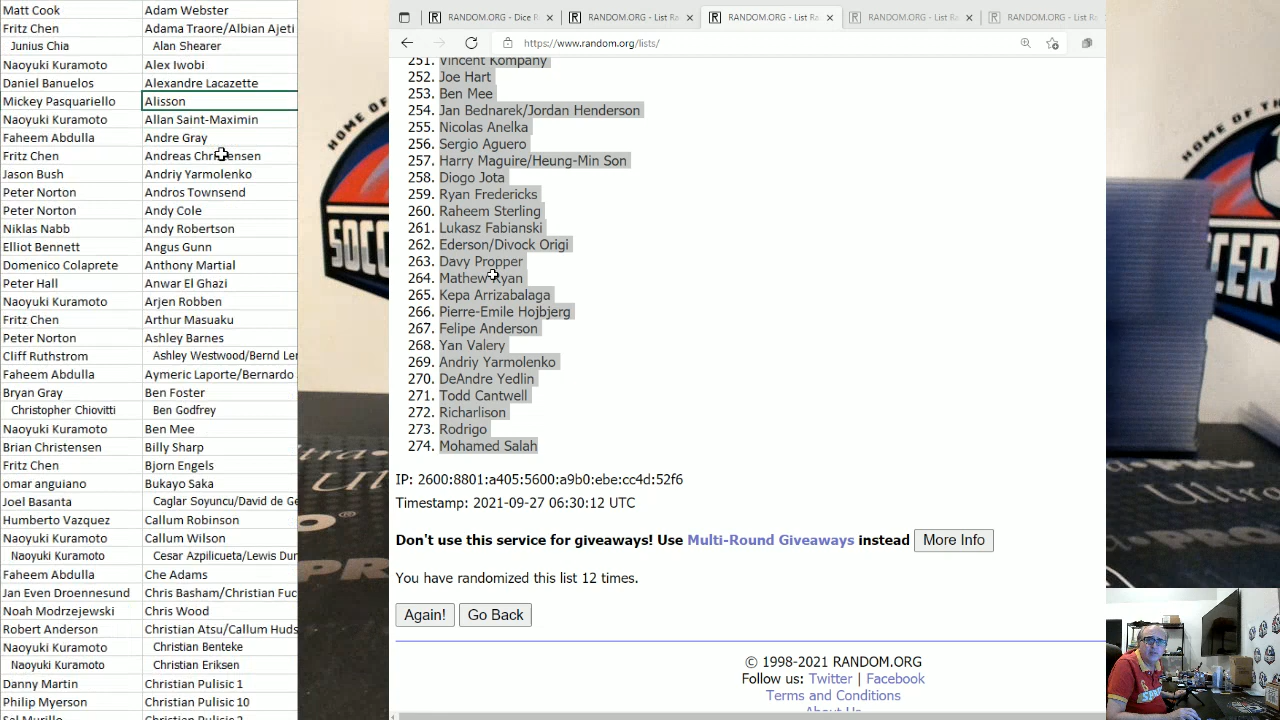 Matt Cook Adam Webster
Fritz Chen Adama Traore/Albian Ajeti
Junius Chia Alan Shearer
Naoyuki Kuramoto Alex Iwobi
Daniel Banuelos Alexandre Lacazette
Mickey Pasquariello Alisson
Naoyuki Kuramoto Allan Saint-Maximin
Faheem Abdulla Andre Gray
Fritz Chen Andreas Christensen
Jason Bush Andriy Yarmolenko
Peter Norton Andros Townsend
Peter Norton Andy Cole
Niklas Nabb Andy Robertson
Elliot Bennett Angus Gunn
Domenico Colaprete Anthony Martial
Peter Hall Anwar El Ghazi
Naoyuki Kuramoto Arjen Robben
Fritz Chen Arthur Masuaku
Peter Norton Ashley Barnes
Cliff Ruthstrom Ashley Westwood/Bernd Ler
Faheem Abdulla Aymeric Laporte/Bernardo
Bryan Gray Ben Foster
Christopher Chiovitti Ben Godfrey
Naoyuki Kuramoto Ben Mee
Brian Christensen Billy Sharp
Fritz Chen Bjorn Engels
omar anguiano Bukayo Saka
Joel Basanta Caglar Soyuncu/David de Ge
Humberto Vazquez Callum Robinson
Naoyuki Kuramoto Callum Wilson
Naoyuki Kuramoto Cesar Azpilicueta/Lewis Dun
Faheem Abdulla Che Adams
Jan Even Droennesund Chris Basham/Christian Fuc
Noah Modrzejewski Chris Wood
Robert Anderson Christian Atsu/Callum Huds
Naoyuki Kuramoto Christian Benteke
Naoyuki Kuramoto Christian Eriksen
Danny Martin Christian Pulisic 1
Philip Myerson Christian Pulisic 10
Sal Murillo Christian Pulisic 2
RANDOM.ORG - Dice R
RANDOM.ORG - List Ra
RANDOM.ORG - List Ra
RANDOM.ORG - List Ra
RANDOM.ORG - List Ra
https://www.random.org/lists/
251. Vincent Kompany
252. Joe Hart
253. Ben Mee
254. Jan Bednarek/Jordan Henderson
255. Nicolas Anelka
256. Sergio Aguero
257. Harry Maguire/Heung-Min Son
258. Diogo Jota
259. Ryan Fredericks
260. Raheem Sterling
261. Lukasz Fabianski
262. Ederson/Divock Origi
263. Davy Propper
264. Mathew Ryan
265. Kepa Arrizabalaga
266. Pierre-Emile Hojbjerg
267. Felipe Anderson
268. Yan Valery
269. Andriy Yarmolenko
270. DeAndre Yedlin
271. Todd Cantwell
272. Richarlison
273. Rodrigo
274. Mohamed Salah
IP: 2600:8801:a405:5600:a9b0:ebe:cc4d:52f6
Timestamp: 2021-09-27 06:30:12 UTC
Don't use this service for giveaways! Use Multi-Round Giveaways instead More Info
You have randomized this list 12 times.
Again! Go Back
© 1998-2021 RANDOM.ORG
Follow us: Twitter | Facebook
Terms and Conditions
About Us
HOME OF THE
SOCCER